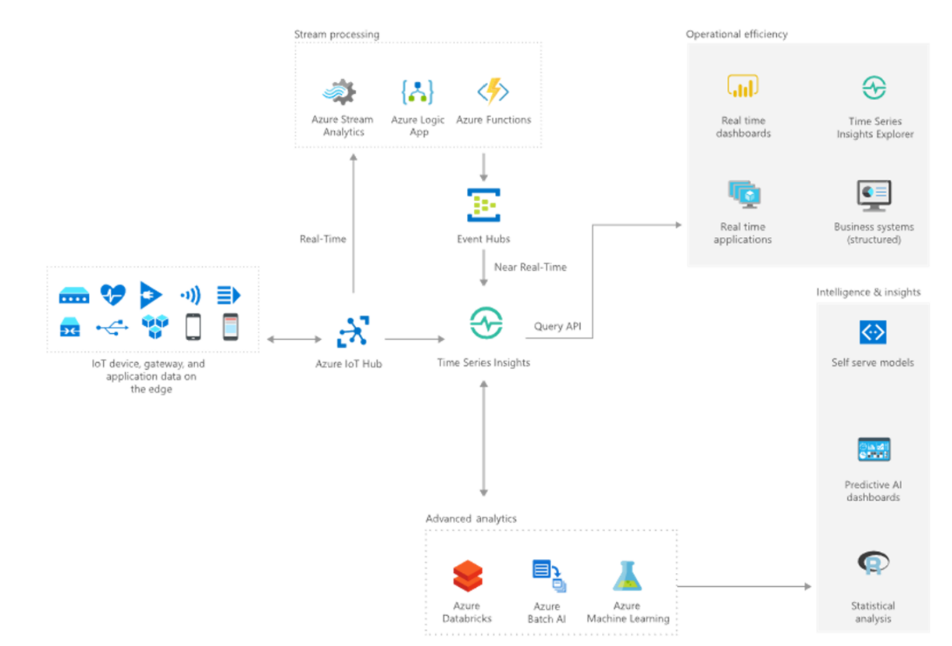 Stream processing
Azure Stream
Analytics
Azure Logic
App
Azure Functions
Operational efficiency
Real time
dashboards
Time Series
Insights Explorer
Real time
applications
Business systems
(structured)
Real-Time
Event Hubs
Near Real-Time
Intelligence & insights
Query API
IoT device, gateway, and
application data on
the edge
Azure IoT Hub
Time Series Insights
Self serve models
Predictive AI
dashboards
Advanced analytics
Azure
Databricks
Azure
Batch AI
Azure
Machine Learning
R
Statistical
analysis